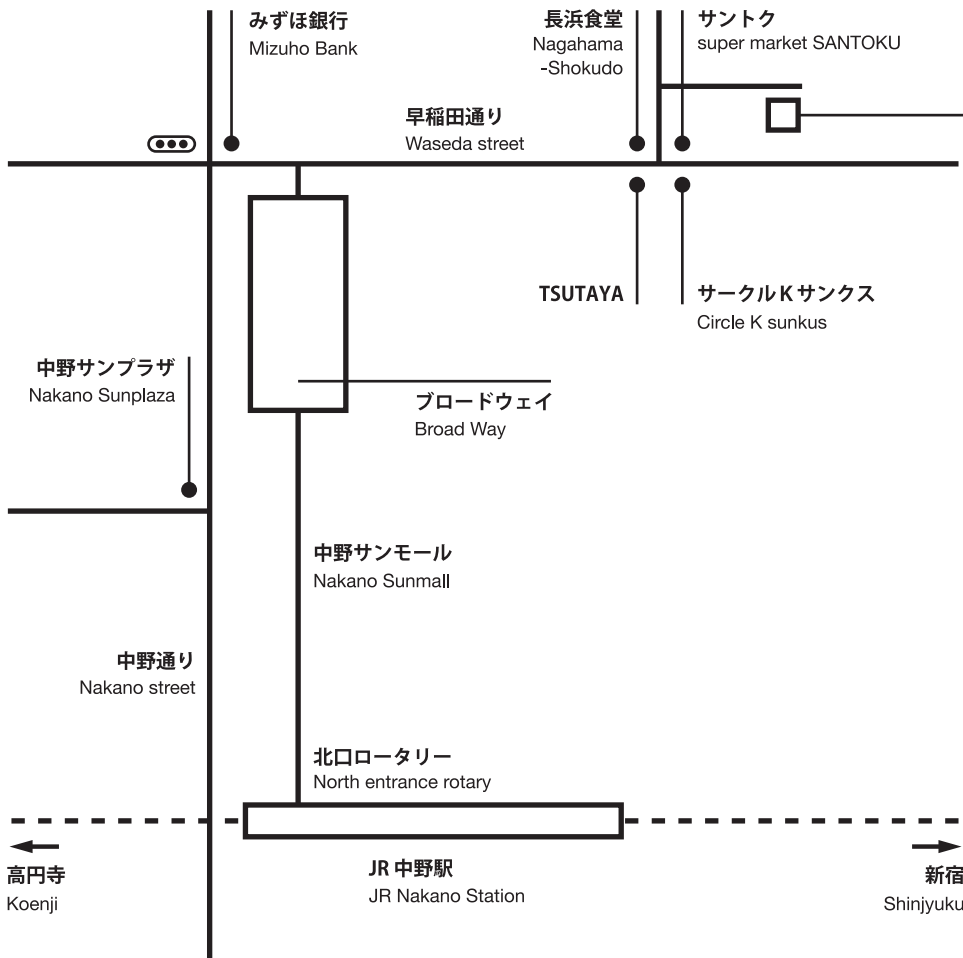 みずほ銀行
Mizuho Bank
長浜食堂
Nagahama
-Shokudo
サントク
super market SANTOKU
早稲田通り
Waseda street
TSUTAYA
サークルKサンクス
Circle K sunkus
中野サンプラザ
Nakano Sunplaza
ブロードウェイ
Broad Way
中野サンモール
Nakano Sunmall
中野通り
Nakano street
北口ロータリー
North entrance rotary
高円寺
Koenji
JR 中野駅
JR Nakano Station
新宿
Shinjyuku